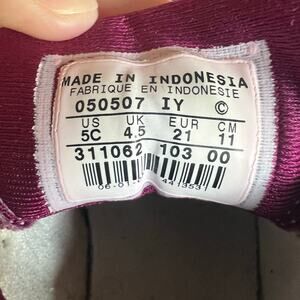 MADE IN INDONESIA
FABRIQUE EN INDONESIE
050507 IY ©
US UK EUR CM
5C 4.5 21 11
311062 103 00